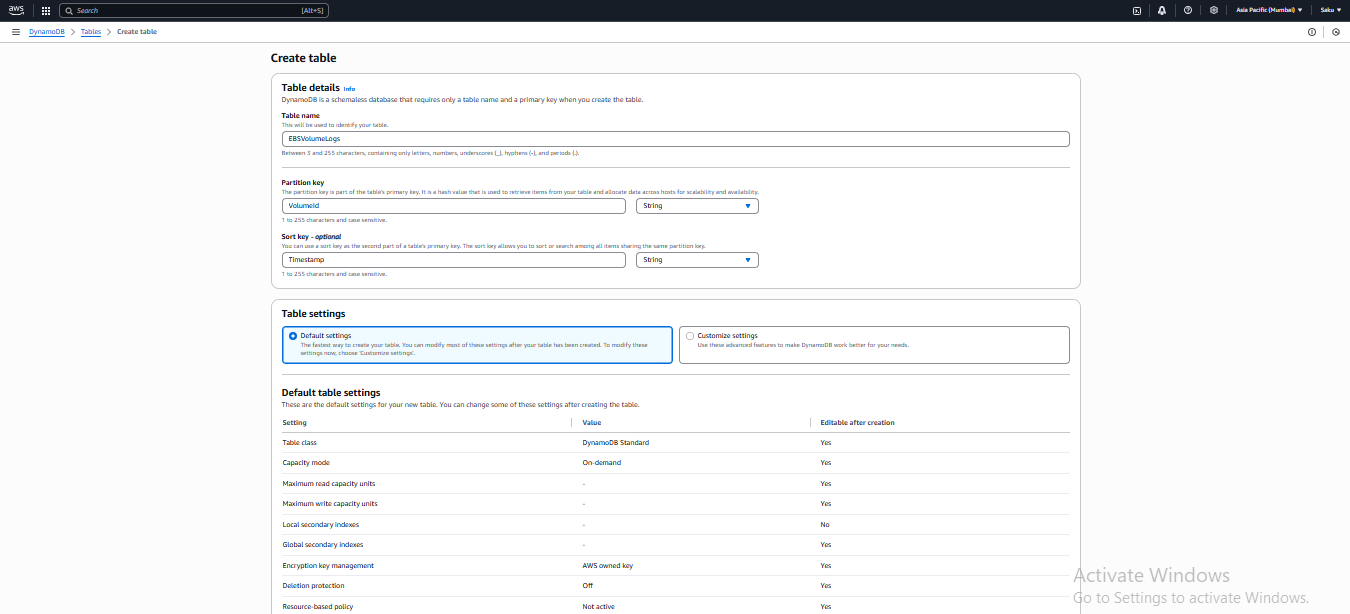 aws Search [Alt+S] Asia Pacific (Mumbai) Saku
DynamoDB Tables Create table
Create table
Table details Info
DynamoDB is a schemaless database that requires only a table name and a primary key when you create the table.
Table name
This will be used to identify your table.
EBSVolumeLogs
Between 3 and 255 characters, containing only letters, numbers, underscores (_), hyphens (-), and periods (.).
Partition key
The partition key is part of the table's primary key. It is a hash value that is used to retrieve items from your table and allocate data across hosts for scalability and availability.
VolumeId String
1 to 255 characters and case sensitive.
Sort key - optional
You can use a sort key as the second part of a table's primary key. The sort key allows you to sort or search among all items sharing the same partition key.
Timestamp String
1 to 255 characters and case sensitive.
Table settings
Default settings
The fastest way to create your table. You can modify most of these settings after your table has been created. To modify these
settings now, choose 'Customize settings'.
Customize settings
Use these advanced features to make DynamoDB work better for your needs.
Default table settings
These are the default settings for your new table. You can change some of these settings after creating the table.
Setting Value Editable after creation
Table class DynamoDB Standard Yes
Capacity mode On-demand Yes
Maximum read capacity units - Yes
Maximum write capacity units - Yes
Local secondary indexes - No
Global secondary indexes - Yes
Encryption key management AWS owned key Yes
Deletion protection Off Yes
Resource-based policy Not active Yes
Activate Windows
Go to Settings to activate Windows.